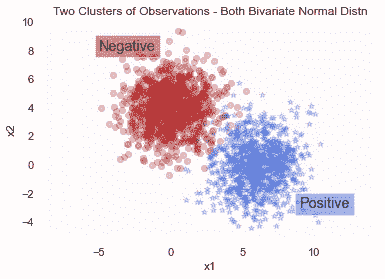 Two Clusters of Observations - Both Bivariate Normal Distn
10
Negative
8
6
4
x2
2
0
−2
Positive
−4
−5
0
5
10
x1